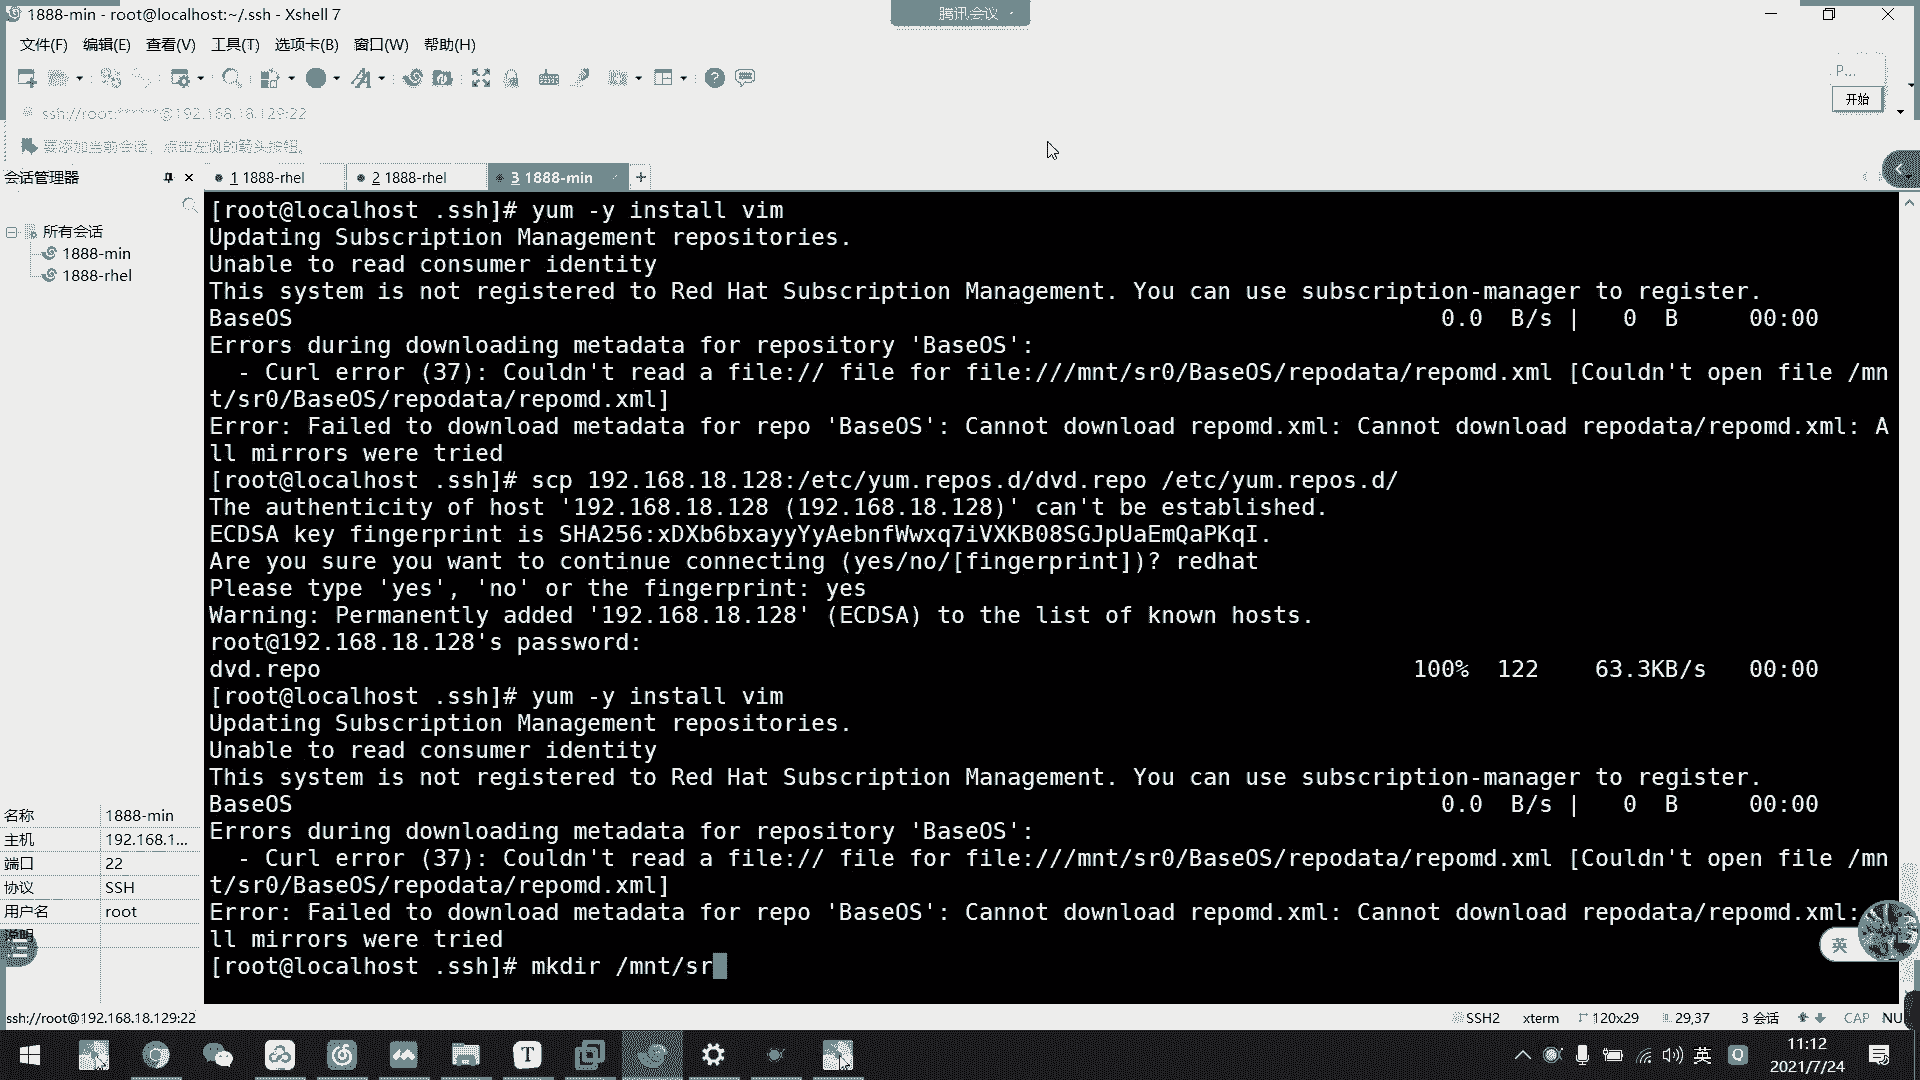 1888-min - root@localhost:~/.ssh - Xshell 7
腾讯会议
文件(F) 编辑(E) 查看(V) 工具(T) 选项卡(B) 窗口(W) 帮助(H)
P...
开始
ssh://root:******@192.168.18.129:22
要添加当前会话，点击左侧的箭头按钮。
会话管理器
1 1888-rhel
2 1888-rhel
3 1888-min
所有会话
1888-min
1888-rhel
[root@localhost .ssh]# yum -y install vim
Updating Subscription Management repositories.
Unable to read consumer identity
This system is not registered to Red Hat Subscription Management. You can use subscription-manager to register.
BaseOS 0.0 B/s | 0 B 00:00
Errors during downloading metadata for repository 'BaseOS':
- Curl error (37): Couldn't read a file:// file for file:///mnt/sr0/BaseOS/repodata/repomd.xml [Couldn't open file /mn
t/sr0/BaseOS/repodata/repomd.xml]
Error: Failed to download metadata for repo 'BaseOS': Cannot download repomd.xml: Cannot download repodata/repomd.xml: A
ll mirrors were tried
[root@localhost .ssh]# scp 192.168.18.128:/etc/yum.repos.d/dvd.repo /etc/yum.repos.d/
The authenticity of host '192.168.18.128 (192.168.18.128)' can't be established.
ECDSA key fingerprint is SHA256:xDXb6bxayyYyAebnfWwxq7iVXKB08SGJpUaEmQaPKqI.
Are you sure you want to continue connecting (yes/no/[fingerprint])? redhat
Please type 'yes', 'no' or the fingerprint: yes
Warning: Permanently added '192.168.18.128' (ECDSA) to the list of known hosts.
root@192.168.18.128's password:
dvd.repo 100% 122 63.3KB/s 00:00
[root@localhost .ssh]# yum -y install vim
Updating Subscription Management repositories.
Unable to read consumer identity
This system is not registered to Red Hat Subscription Management. You can use subscription-manager to register.
BaseOS 0.0 B/s | 0 B 00:00
Errors during downloading metadata for repository 'BaseOS':
- Curl error (37): Couldn't read a file:// file for file:///mnt/sr0/BaseOS/repodata/repomd.xml [Couldn't open file /mn
t/sr0/BaseOS/repodata/repomd.xml]
Error: Failed to download metadata for repo 'BaseOS': Cannot download repomd.xml: Cannot download repodata/repomd.xml:
ll mirrors were tried
[root@localhost .ssh]# mkdir /mnt/sr
名称 1888-min
主机 192.168.1...
端口 22
协议 SSH
用户名 root
说明
英
ssh://root@192.168.18.129:22
SSH2 xterm 120x29 29,37 3 会话 CAP NU
英
11:12
2021/7/24